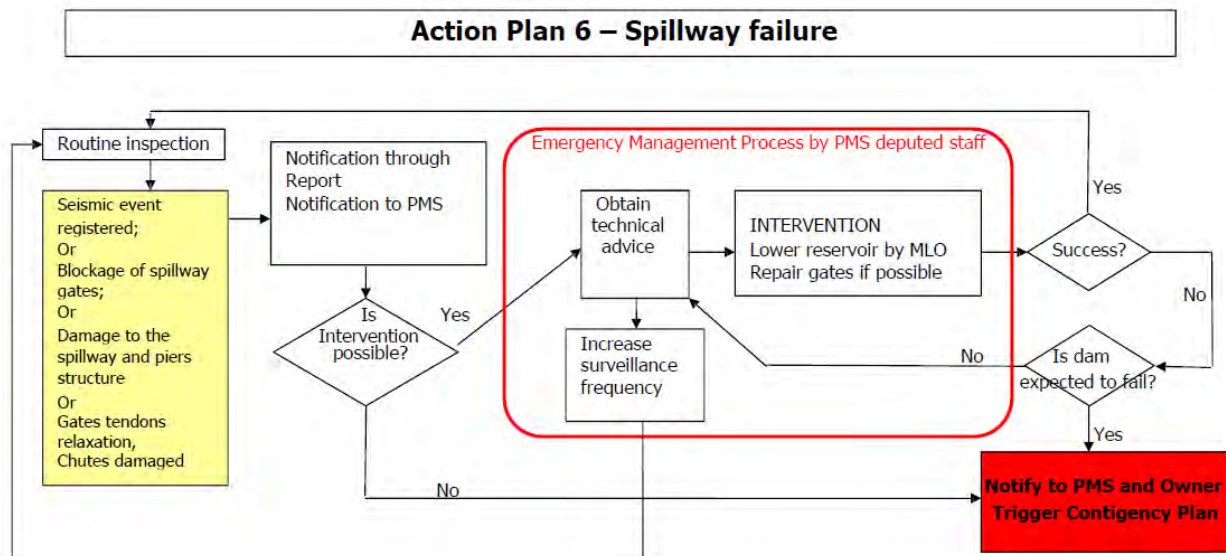 Action Plan 6 – Spillway failure
Routine inspection
Seismic event
registered;
Or
Blockage of spillway
gates;
Or
Damage to the
spillway and piers
structure
Or
Gates tendons
relaxation,
Chutes damaged
Notification through
Report
Notification to PMS
Is
Intervention
possible?
Yes
No
Emergency Management Process by PMS deputed staff
Obtain
technical
advice
Increase
surveillance
frequency
INTERVENTION
Lower reservoir by MLO
Repair gates if possible
Yes
Success?
No
Is dam
expected to fail?
No
Yes
Notify to PMS and Owner
Trigger Contigency Plan